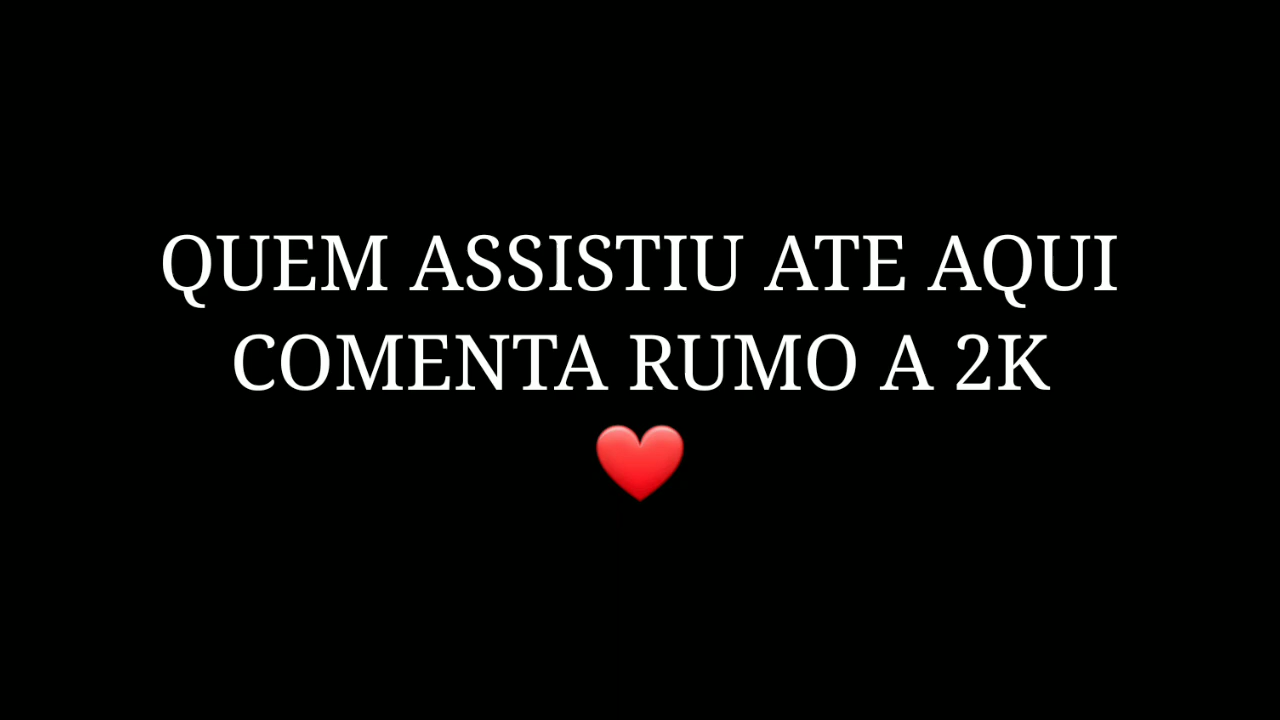 QUEM ASSISTIU ATE AQUI
COMENTA RUMO A 2K
❤️